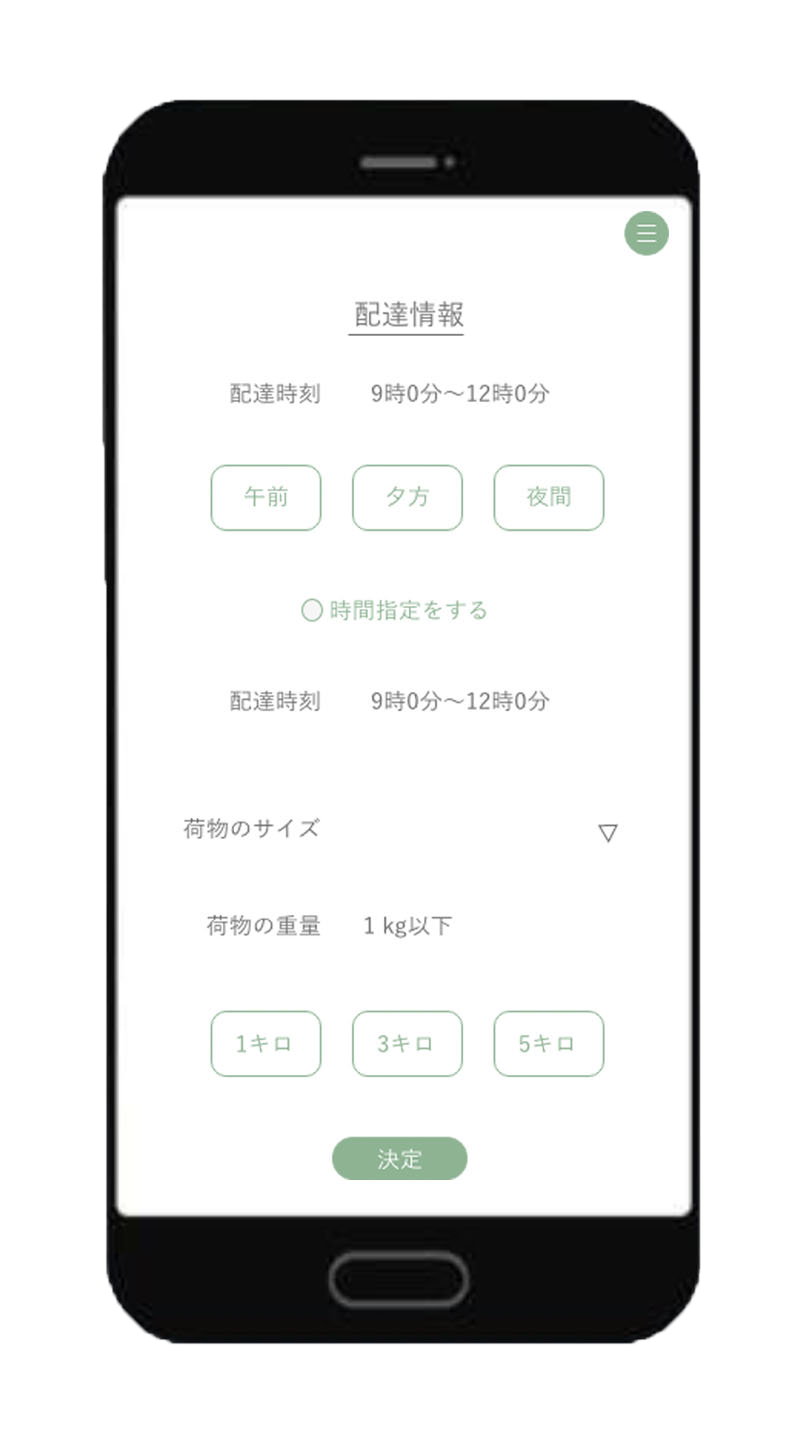 配達情報
配達時刻 9時0分～12時0分
午前 夕方 夜間
時間指定をする
配達時刻 9時0分～12時0分
荷物のサイズ ▽
荷物の重量 1 kg以下
1キロ 3キロ 5キロ
決定